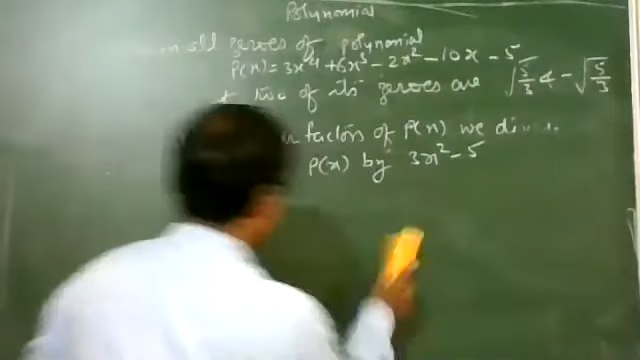 Polynomial
all zeroes of polynomial
P(x) = 3x⁴ + 6x³ - 2x² - 10x - 5
two of its zeroes are √5/3 & -√5/3
factors of P(x) we divide
P(x) by 3x² - 5